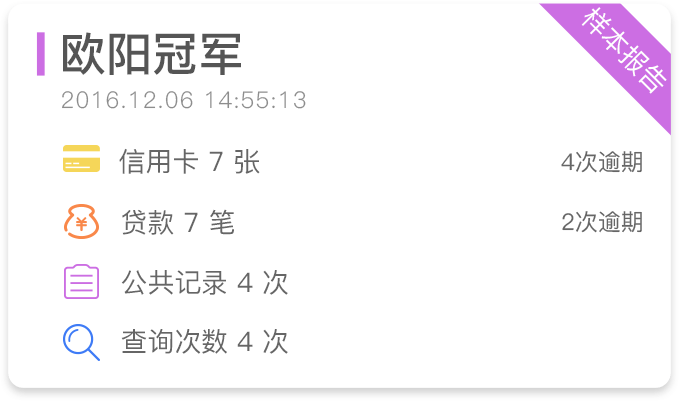 欧阳冠军
样本报告
2016.12.06 14:55:13
信用卡 7 张 4次逾期
贷款 7 笔 2次逾期
公共记录 4 次
查询次数 4 次